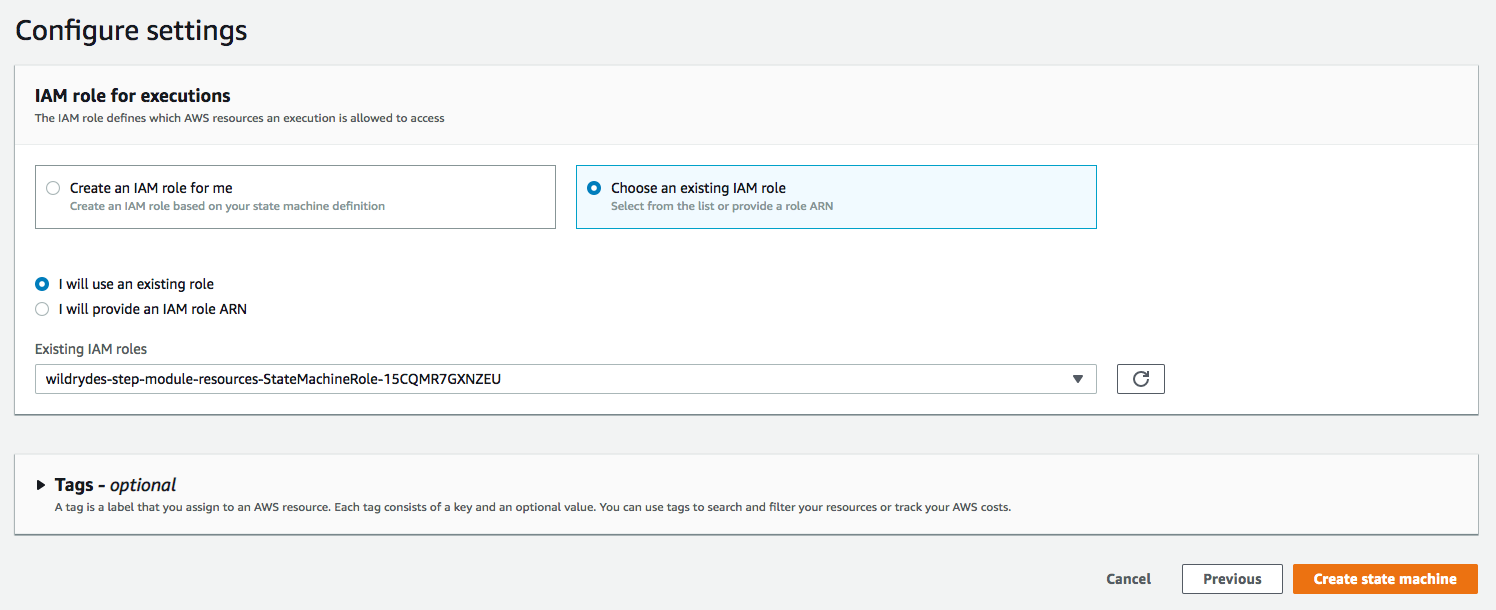 Configure settings
IAM role for executions
The IAM role defines which AWS resources an execution is allowed to access
Create an IAM role for me
Create an IAM role based on your state machine definition
Choose an existing IAM role
Select from the list or provide a role ARN
I will use an existing role
I will provide an IAM role ARN
Existing IAM roles
wildrydes-step-module-resources-StateMachineRole-15CQMR7GXNZEU
Tags - optional
A tag is a label that you assign to an AWS resource. Each tag consists of a key and an optional value. You can use tags to search and filter your resources or track your AWS costs.
Cancel
Previous
Create state machine